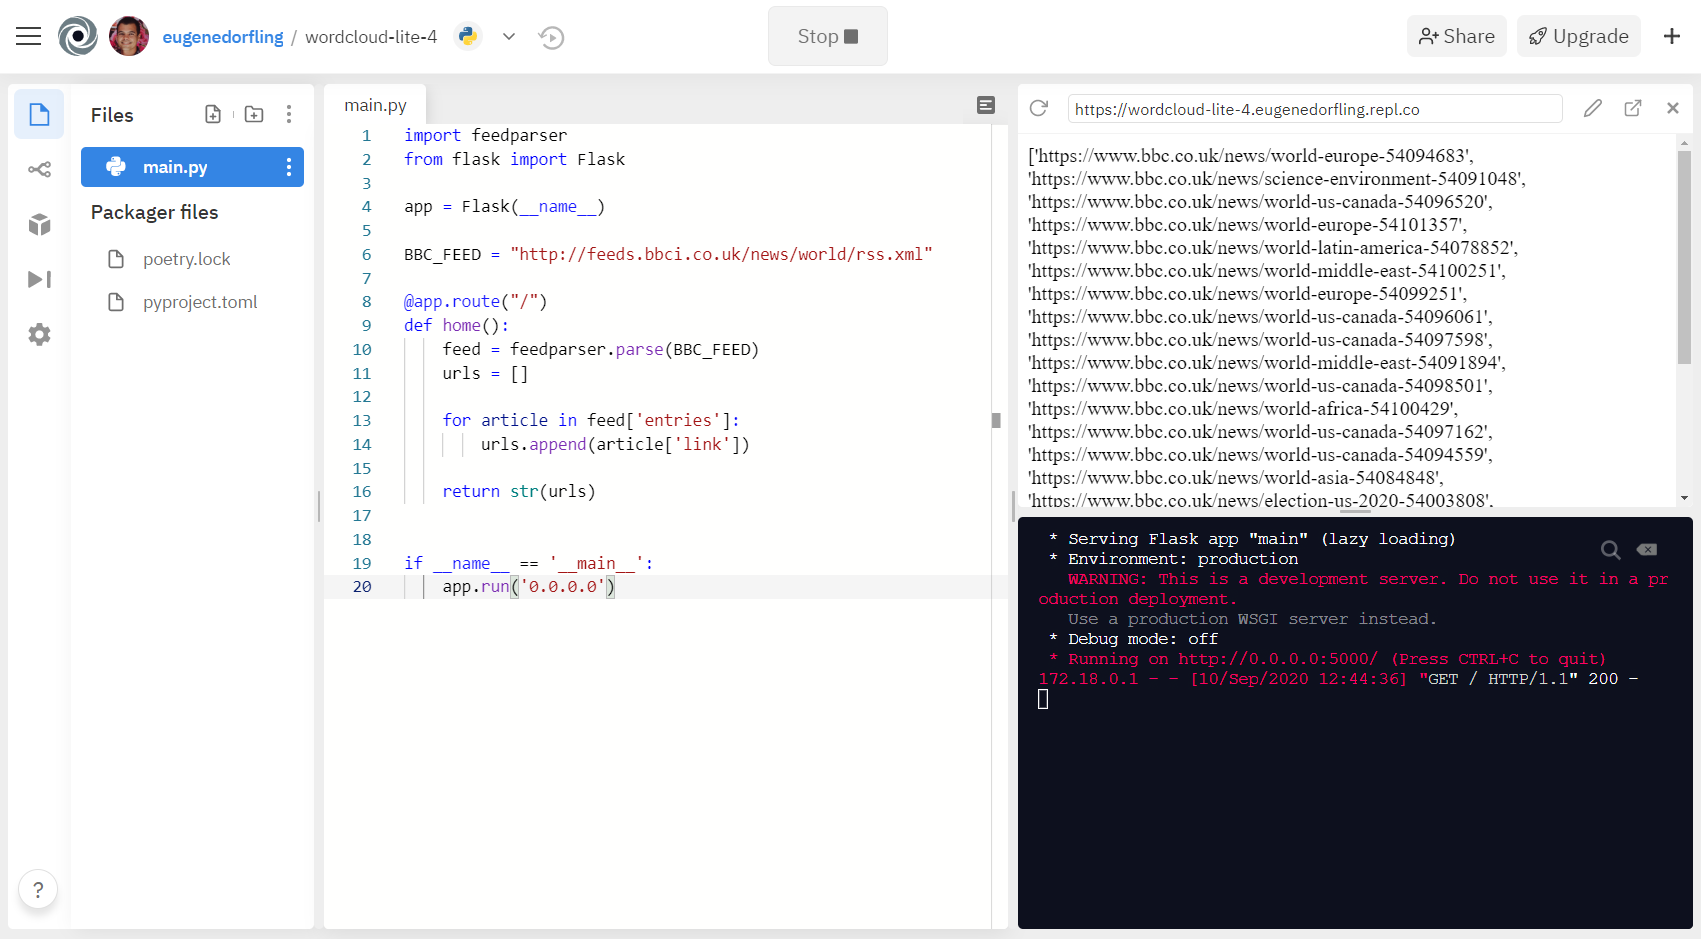 eugenedorfling / wordcloud-lite-4
Stop
Share
Upgrade
Files
main.py
Packager files
poetry.lock
pyproject.toml
?
main.py
1 import feedparser
2 from flask import Flask
3
4 app = Flask(__name__)
5
6 BBC_FEED = "http://feeds.bbci.co.uk/news/world/rss.xml"
7
8 @app.route("/")
9 def home():
10 feed = feedparser.parse(BBC_FEED)
11 urls = []
12
13 for article in feed['entries']:
14 urls.append(article['link'])
15
16 return str(urls)
17
18
19 if __name__ == '__main__':
20 app.run('0.0.0.0')
https://wordcloud-lite-4.eugenedorfling.repl.co
['https://www.bbc.co.uk/news/world-europe-54094683',
'https://www.bbc.co.uk/news/science-environment-54091048',
'https://www.bbc.co.uk/news/world-us-canada-54096520',
'https://www.bbc.co.uk/news/world-europe-54101357',
'https://www.bbc.co.uk/news/world-latin-america-54078852',
'https://www.bbc.co.uk/news/world-middle-east-54100251',
'https://www.bbc.co.uk/news/world-europe-54099251',
'https://www.bbc.co.uk/news/world-us-canada-54096061',
'https://www.bbc.co.uk/news/world-us-canada-54097598',
'https://www.bbc.co.uk/news/world-middle-east-54091894',
'https://www.bbc.co.uk/news/world-us-canada-54098501',
'https://www.bbc.co.uk/news/world-africa-54100429',
'https://www.bbc.co.uk/news/world-us-canada-54097162',
'https://www.bbc.co.uk/news/world-us-canada-54094559',
'https://www.bbc.co.uk/news/world-asia-54084848',
'https://www.bbc.co.uk/news/election-us-2020-54003808',
* Serving Flask app "main" (lazy loading)
* Environment: production
WARNING: This is a development server. Do not use it in a pr
oduction deployment.
Use a production WSGI server instead.
* Debug mode: off
* Running on http://0.0.0.0:5000/ (Press CTRL+C to quit)
172.18.0.1 - - [10/Sep/2020 12:44:36] "GET / HTTP/1.1" 200 -